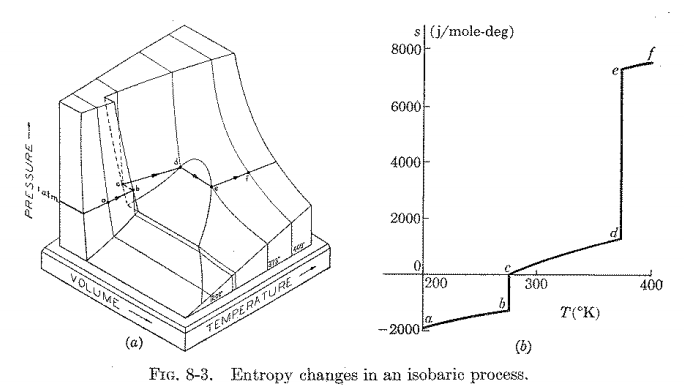 PRESSURE
1 atm
a
b
c
d
e
f
VOLUME
TEMPERATURE
(a)
s (j/mole-deg)
8000
6000
4000
2000
0
−2000
200
300
400
T(°K)
a
b
c
d
e
f
(b)
FIG. 8-3. Entropy changes in an isobaric process.